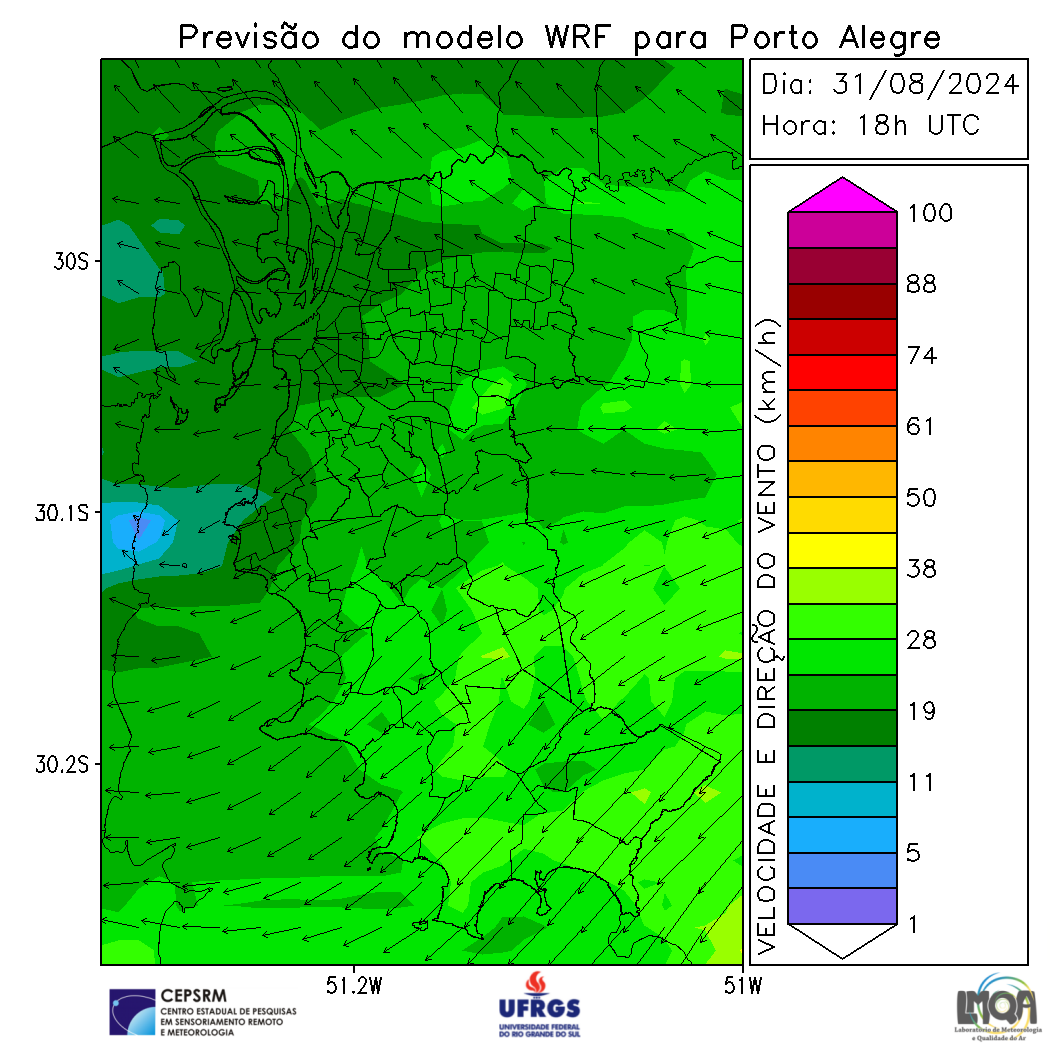 Previsão do modelo WRF para Porto Alegre
Dia: 31/08/2024
Hora: 18h UTC
30S
30.1S
30.2S
51.2W
51W
VELOCIDADE E DIREÇÃO DO VENTO (km/h)
100
88
74
61
50
38
28
19
11
5
1
CEPSRM
CENTRO ESTADUAL DE PESQUISAS
EM SENSORIAMENTO REMOTO
E METEOROLOGIA
UFRGS
UNIVERSIDADE FEDERAL
DO RIO GRANDE DO SUL
LMQA
Laboratório de Meteorologia
e Qualidade do Ar